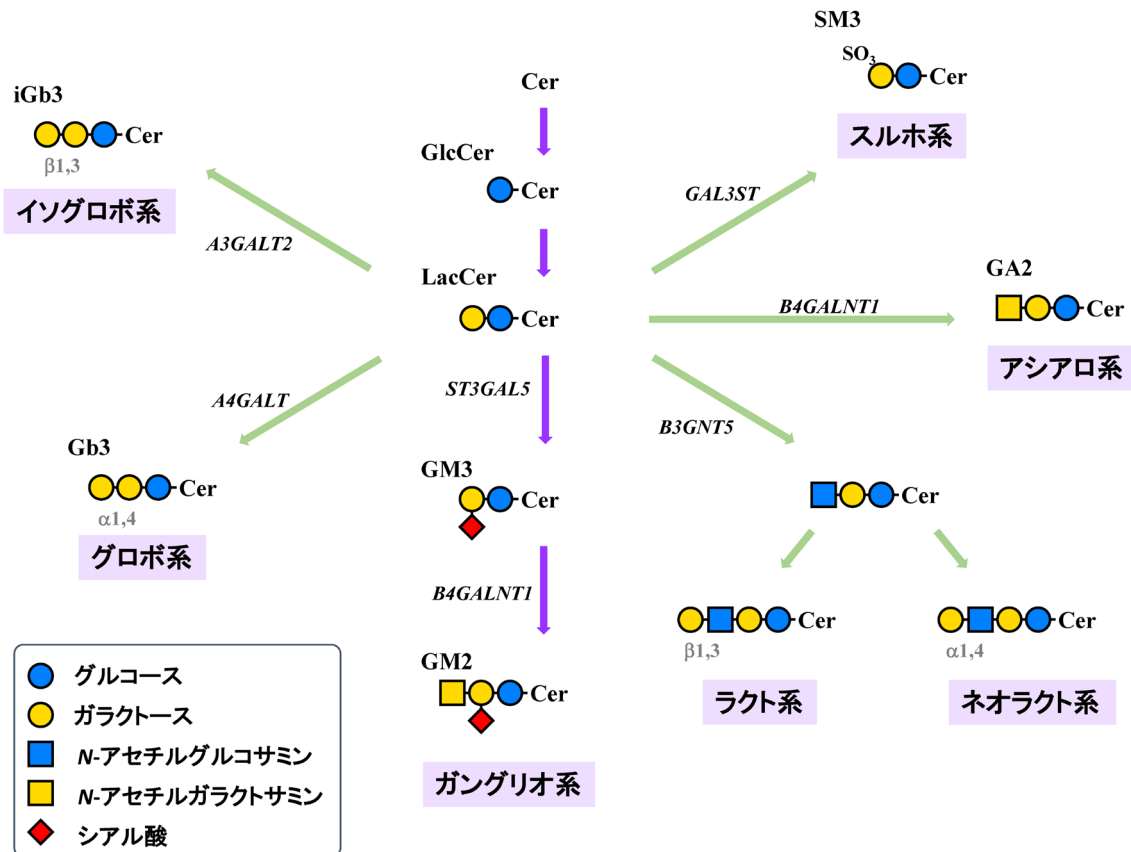 SM3
SO3
Cer
スルホ系
Cer
iGb3
Cer
β1,3
イソグロボ系
GlcCer
Cer
GAL3ST
A3GALT2
LacCer
Cer
B4GALNT1
GA2
Cer
アシアロ系
A4GALT
ST3GAL5
B3GNT5
Gb3
Cer
α1,4
グロボ系
GM3
Cer
Cer
B4GALNT1
Cer
β1,3
ラクト系
Cer
α1,4
ネオラクト系
GM2
Cer
ガングリオ系
グルコース
ガラクトース
N-アセチルグルコサミン
N-アセチルガラクトサミン
シアル酸